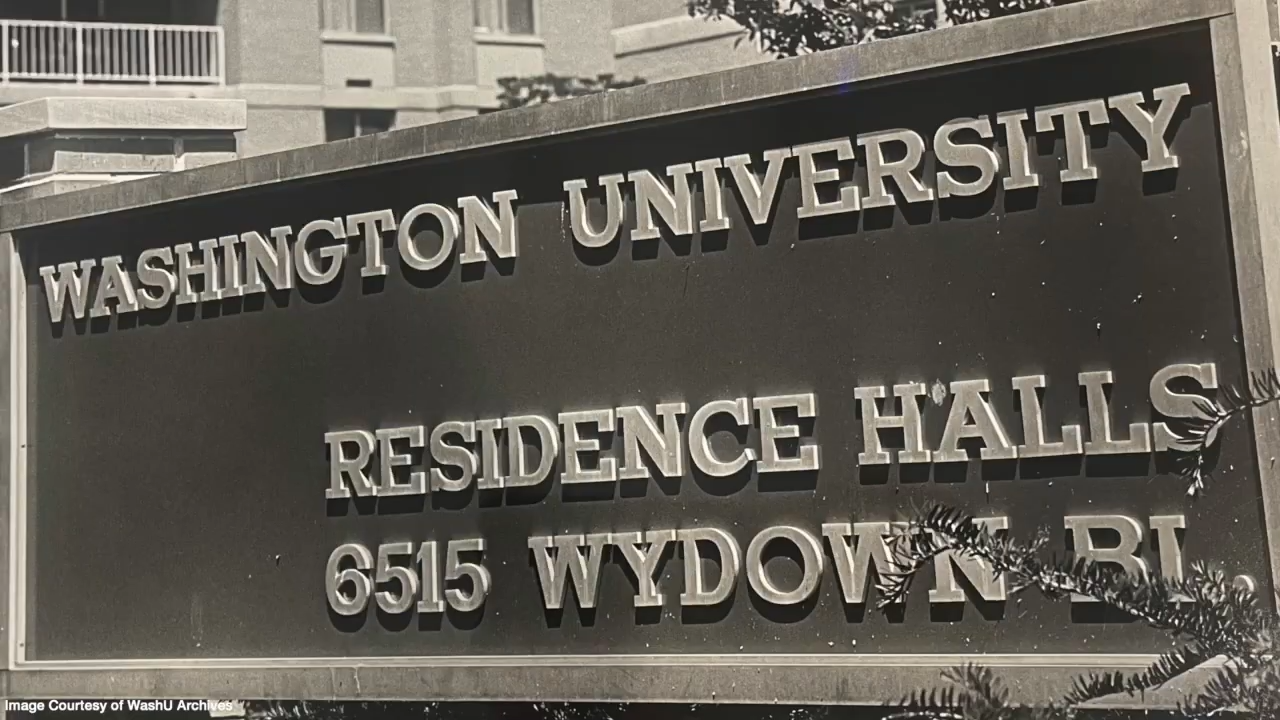 WASHINGTON UNIVERSITY
RESIDENCE HALLS
6515 WYDOWN BL.
Image Courtesy of WashU Archives